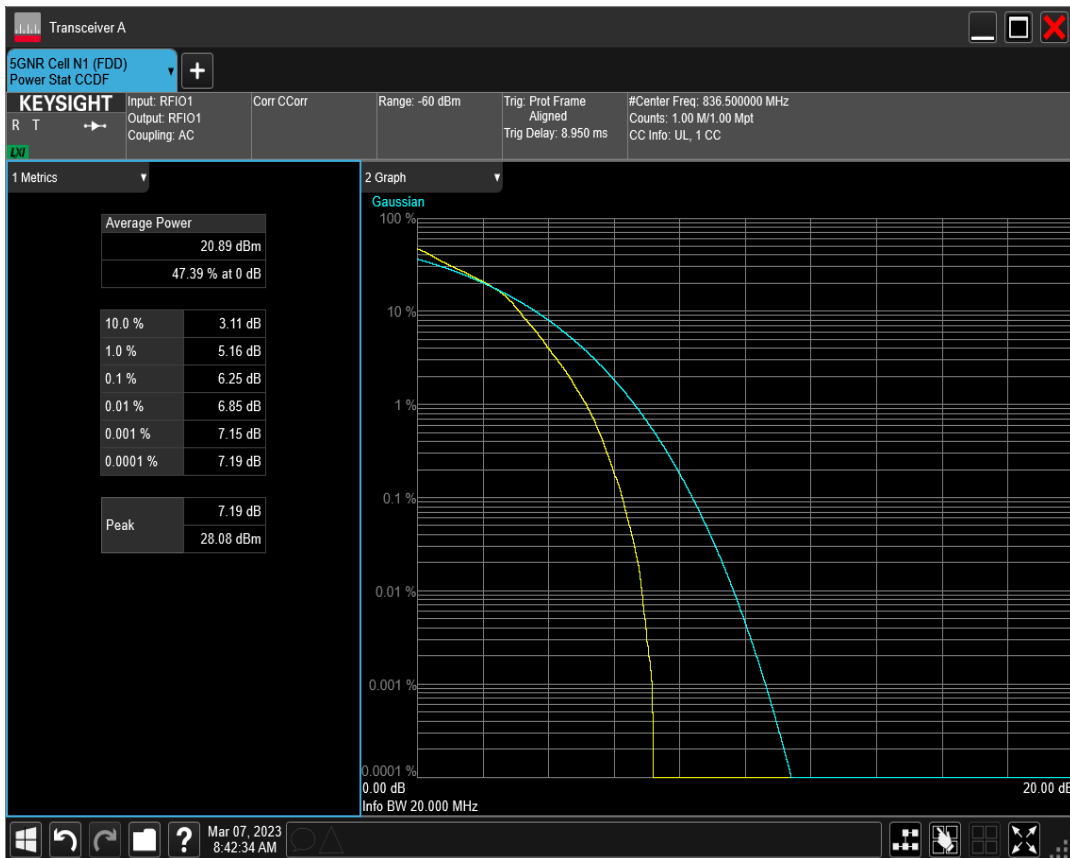 Transceiver A
5GNR Cell N1 (FDD)
Power Stat CCDF
+
KEYSIGHT
R T
LXI
Input: RFIO1
Output: RFIO1
Coupling: AC
Corr CCorr
Range: -60 dBm
Trig: Prot Frame
Aligned
Trig Delay: 8.950 ms
#Center Freq: 836.500000 MHz
Counts: 1.00 M/1.00 Mpt
CC Info: UL, 1 CC
1 Metrics
Average Power
20.89 dBm
47.39 % at 0 dB
10.0 % 3.11 dB
1.0 % 5.16 dB
0.1 % 6.25 dB
0.01 % 6.85 dB
0.001 % 7.15 dB
0.0001 % 7.19 dB
Peak
7.19 dB
28.08 dBm
2 Graph
Gaussian
100 %
10 %
1 %
0.1 %
0.01 %
0.001 %
0.0001 %
0.00 dB 20.00 dB
Info BW 20.000 MHz
?
Mar 07, 2023
8:42:34 AM